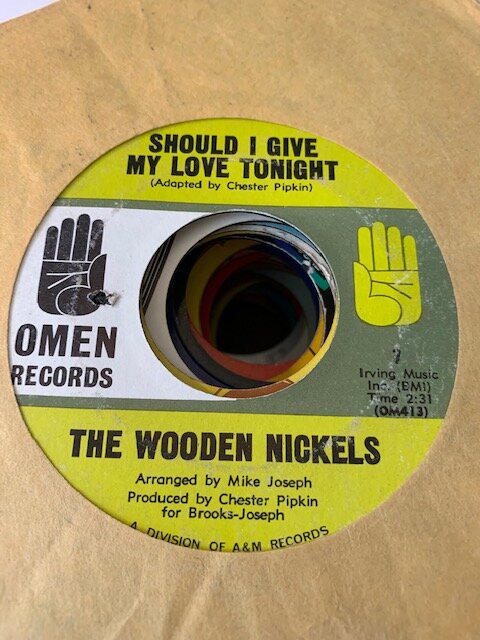 SHOULD I GIVE
MY LOVE TONIGHT
(Adapted by Chester Pipkin)
OMEN
RECORDS
7
Irving Music
Inc. (BMI)
Time 2:31
(OM413)
THE WOODEN NICKELS
Arranged by Mike Joseph
Produced by Chester Pipkin
for Brooks-Joseph
A DIVISION OF A&M RECORDS